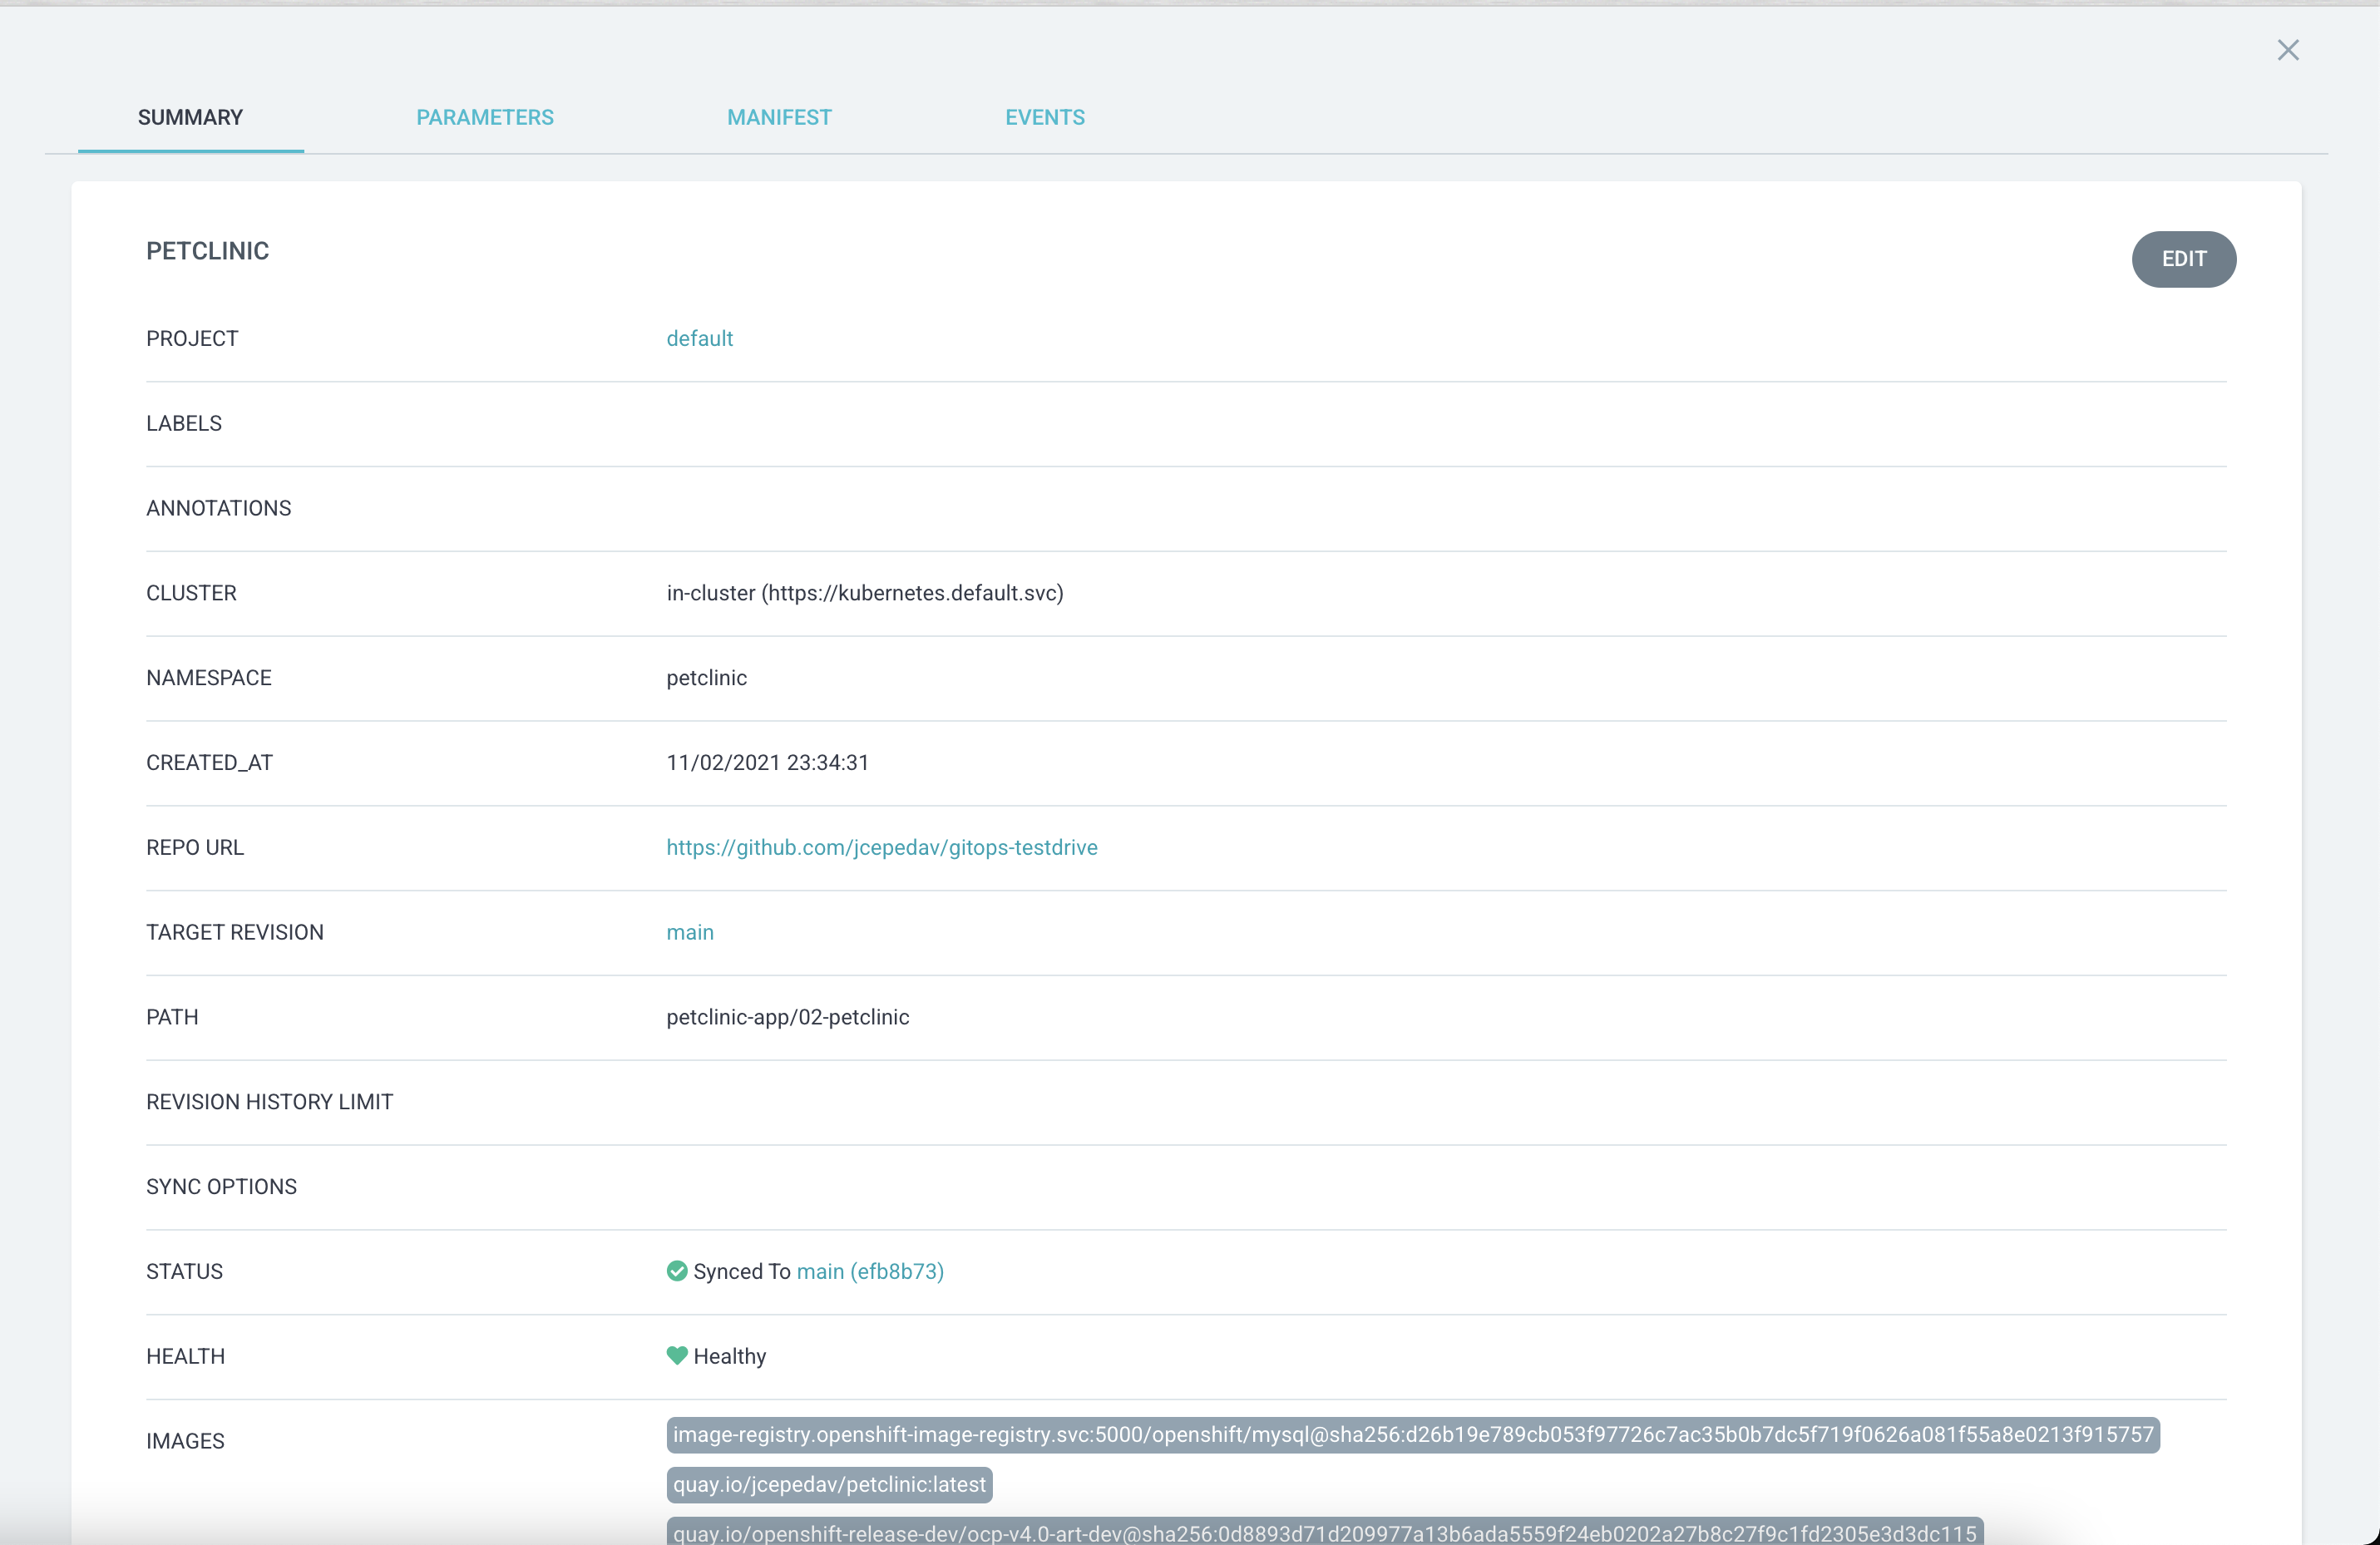 SUMMARY PARAMETERS MANIFEST EVENTS
PETCLINIC EDIT
PROJECT default
LABELS
ANNOTATIONS
CLUSTER in-cluster (https://kubernetes.default.svc)
NAMESPACE petclinic
CREATED_AT 11/02/2021 23:34:31
REPO URL https://github.com/jcepedav/gitops-testdrive
TARGET REVISION main
PATH petclinic-app/02-petclinic
REVISION HISTORY LIMIT
SYNC OPTIONS
STATUS Synced To main (efb8b73)
HEALTH Healthy
IMAGES image-registry.openshift-image-registry.svc:5000/openshift/mysql@sha256:d26b19e789cb053f97726c7ac35b0b7dc5f719f0626a081f55a8e0213f915757
quay.io/jcepedav/petclinic:latest
quay.io/openshift-release-dev/ocp-v4.0-art-dev@sha256:0d8893d71d209977a13b6ada5559f24eb0202a27b8c27f9c1fd2305e3d3dc115